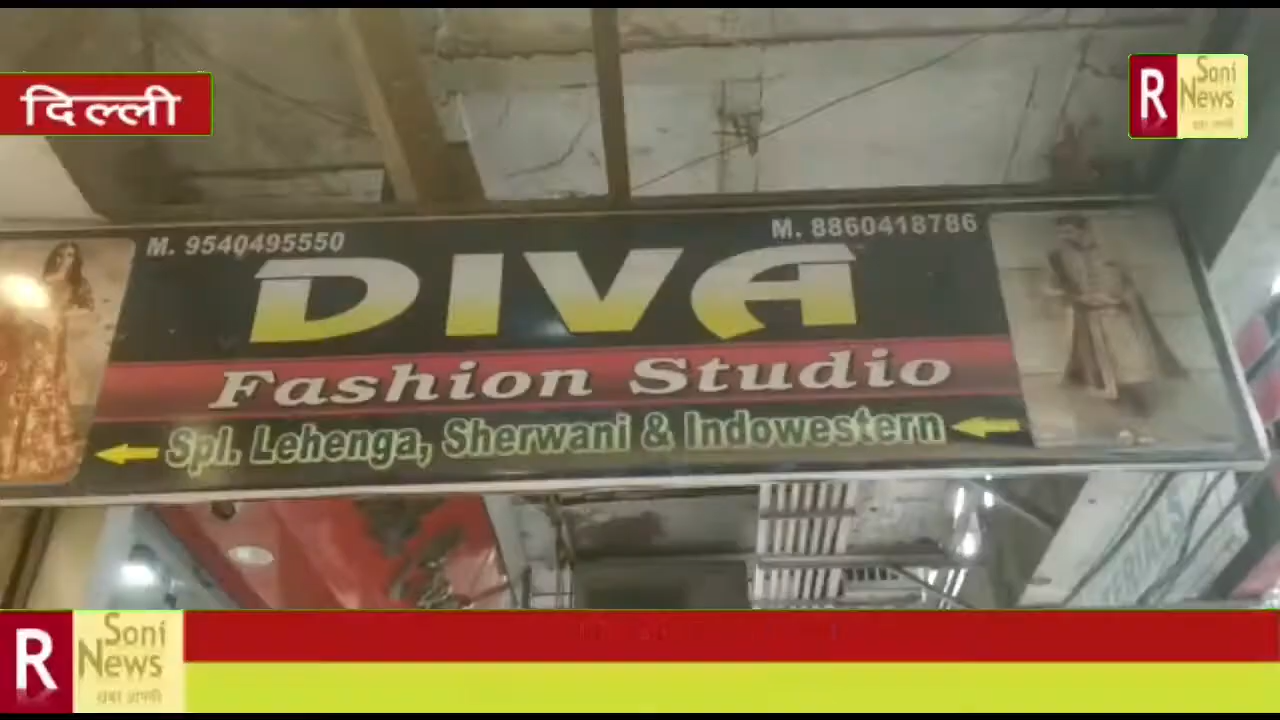 दिल्ली
R Soni
News
M. 9540495550
M. 8860418786
DIVA
Fashion Studio
Spl. Lehenga, Sherwani & Indowestern
R Soni
News